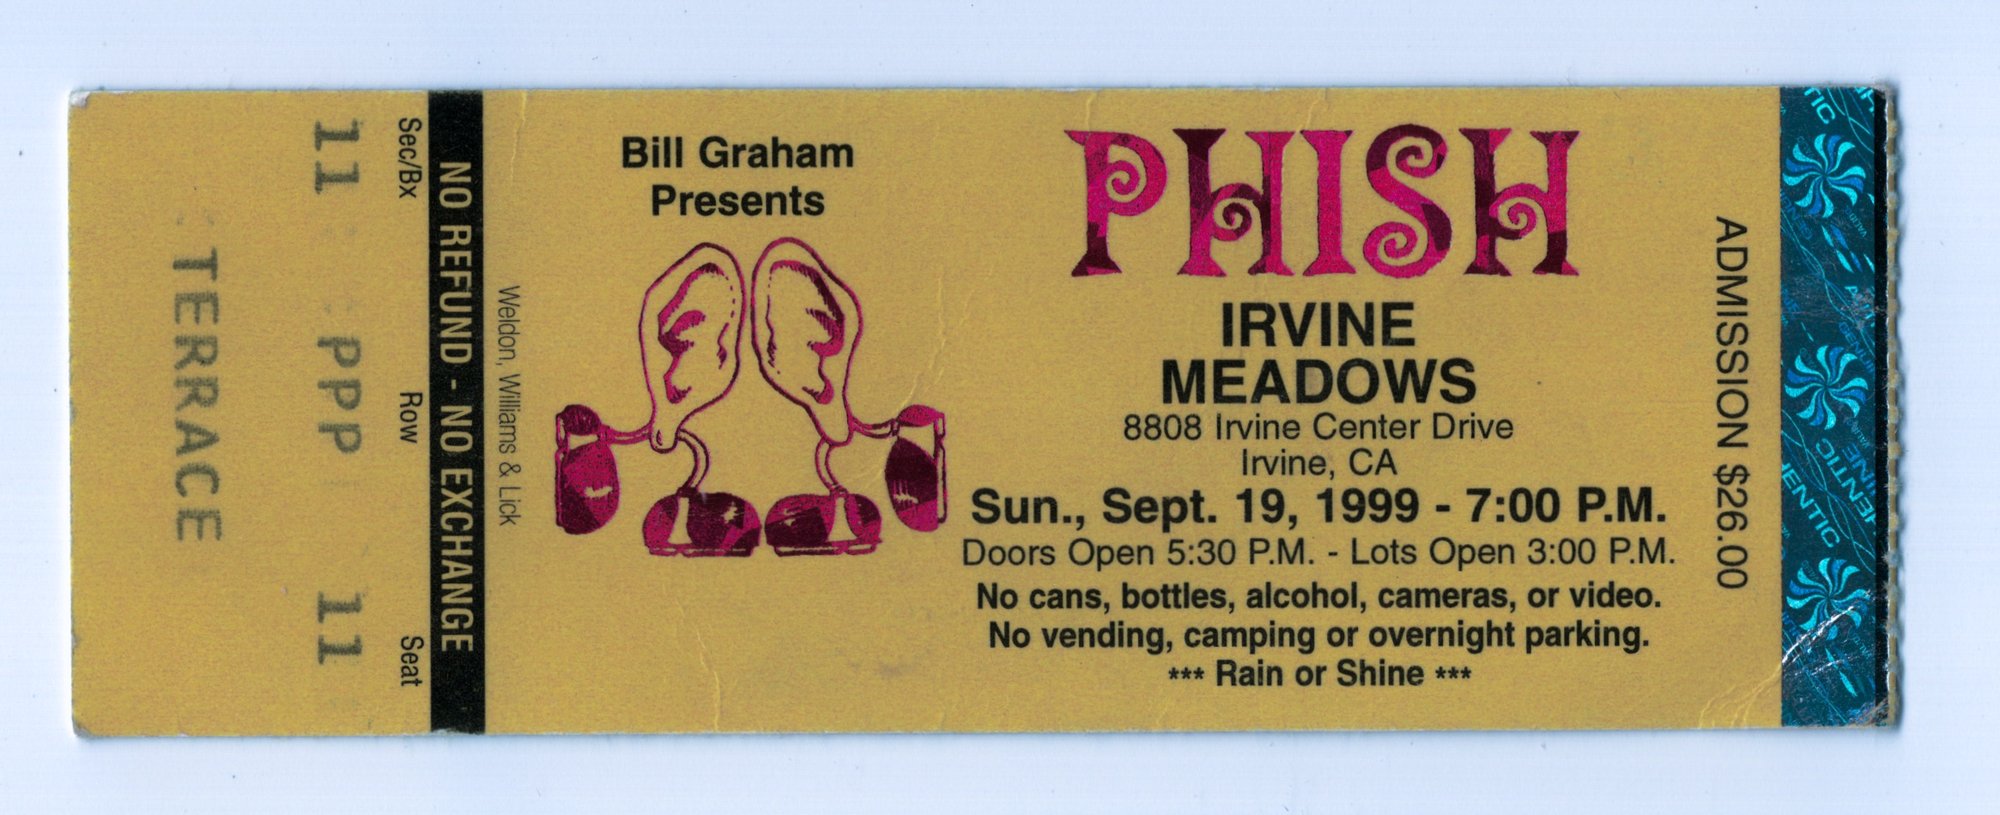 11 PPP 11
TERRACE
Sec/Bx Row Seat
NO REFUND - NO EXCHANGE
Weldon, Williams & Lick
Bill Graham
Presents
PHISH
IRVINE
MEADOWS
8808 Irvine Center Drive
Irvine, CA
Sun., Sept. 19, 1999 - 7:00 P.M.
Doors Open 5:30 P.M. - Lots Open 3:00 P.M.
No cans, bottles, alcohol, cameras, or video.
No vending, camping or overnight parking.
*** Rain or Shine ***
ADMISSION $26.00